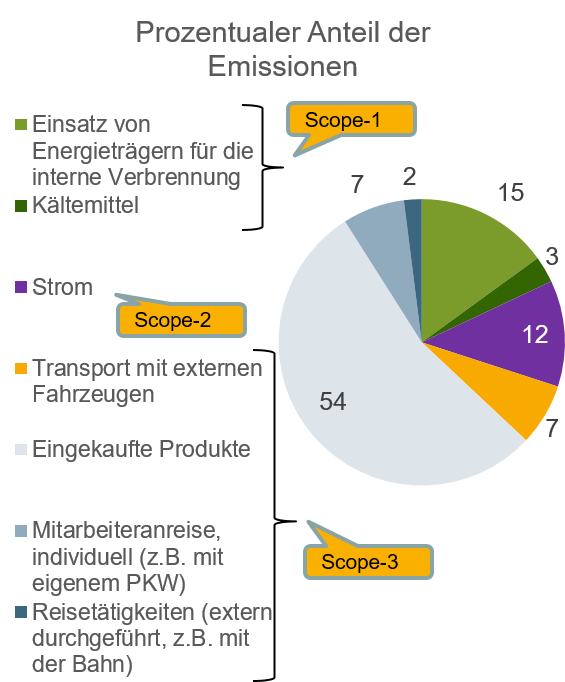 Prozentualer Anteil der
Emissionen
Scope-1
Einsatz von
Energieträgern für die
interne Verbrennung
Kältemittel
Strom
Scope-2
Transport mit externen
Fahrzeugen
Eingekaufte Produkte
Mitarbeiteranreise,
individuell (z.B. mit
eigenem PKW)
Scope-3
Reisetätigkeiten (extern
durchgeführt, z.B. mit
der Bahn)
15
3
12
7
54
7
2